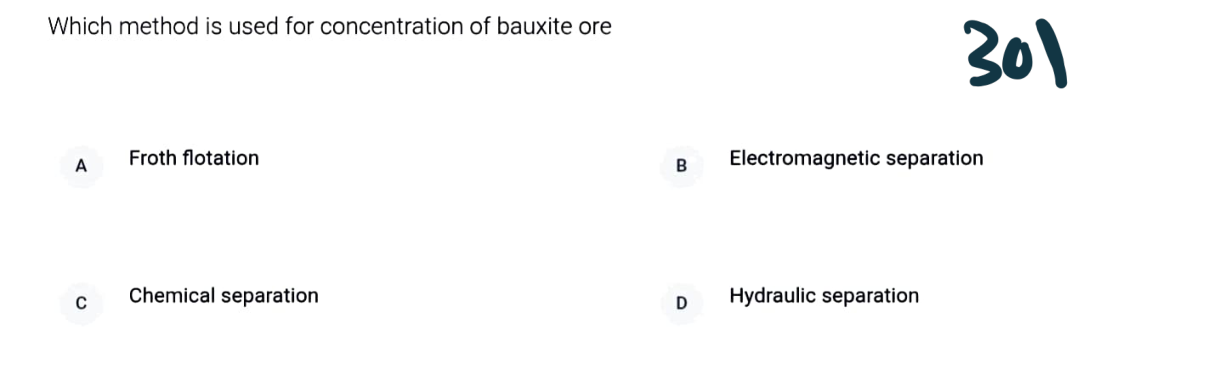 Which method is used for concentration of bauxite ore
301
A Froth flotation
B Electromagnetic separation
C Chemical separation
D Hydraulic separation